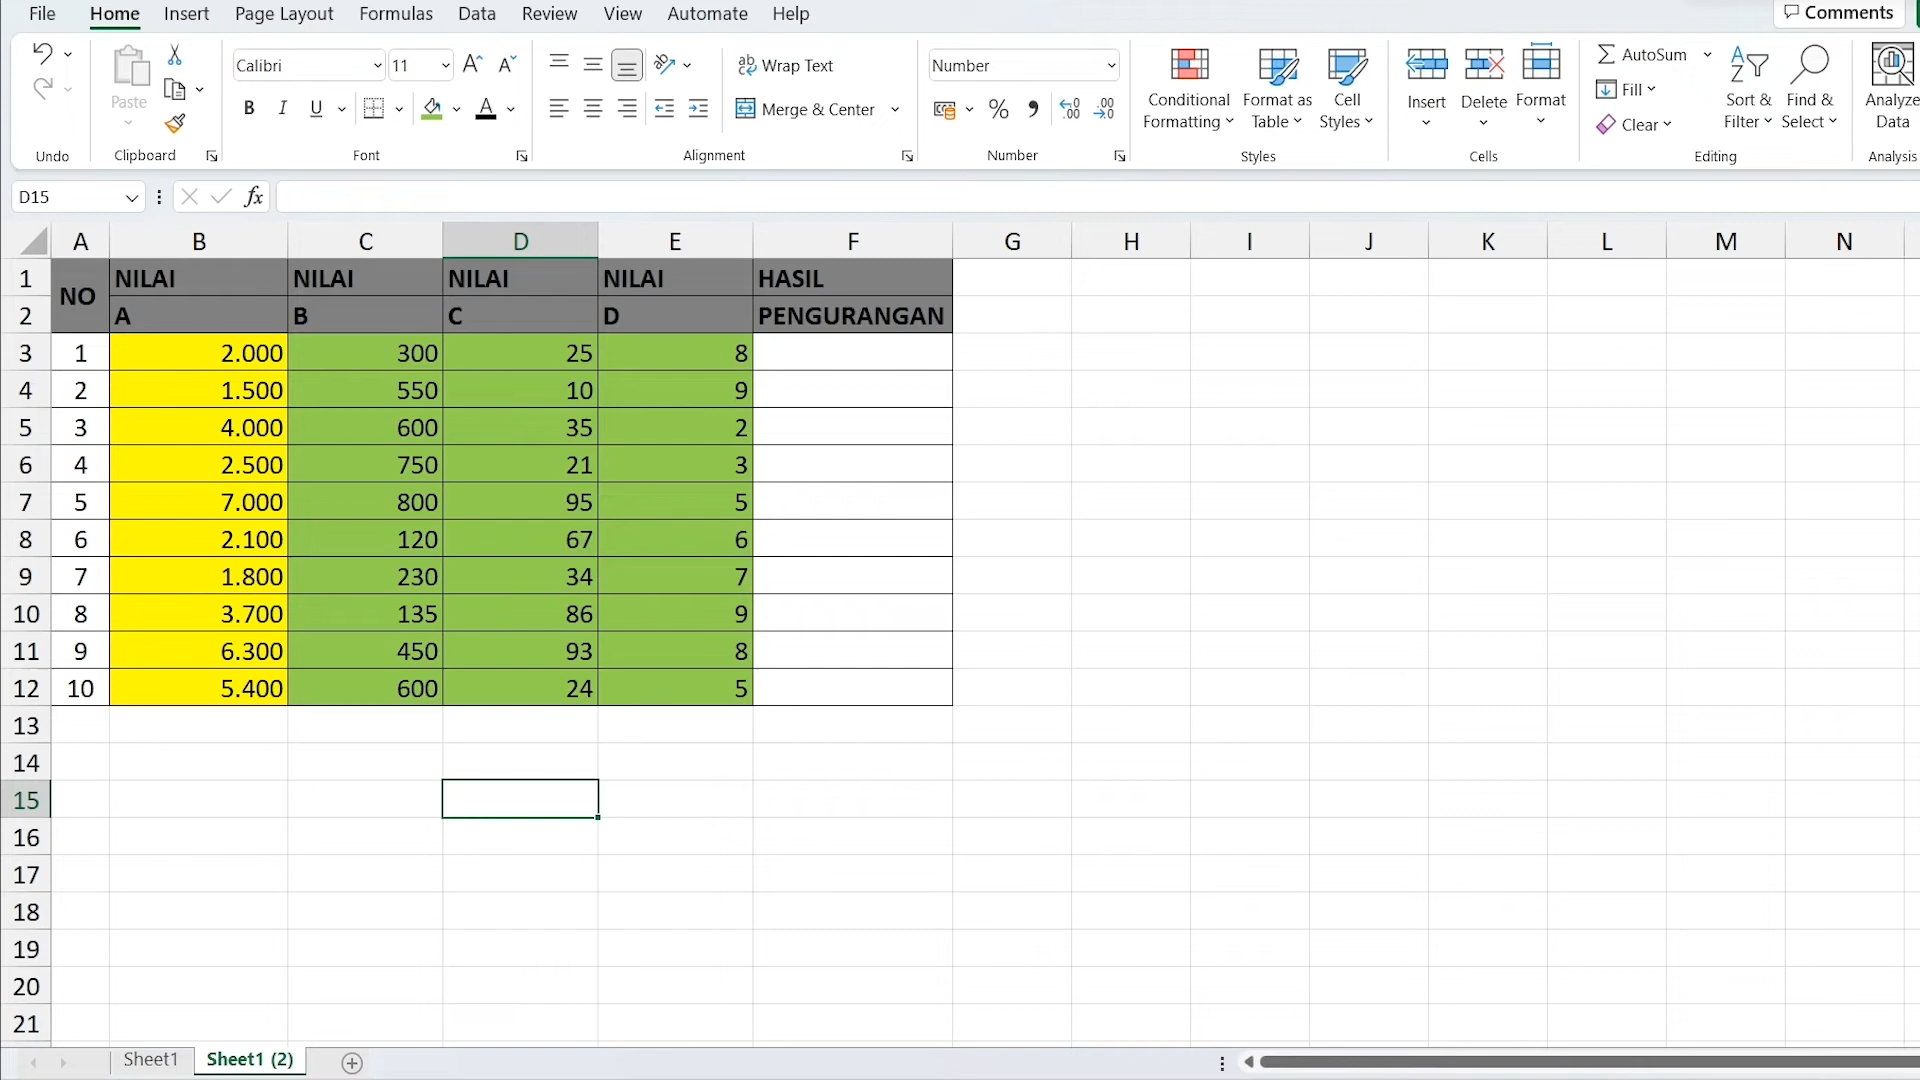 File Home Insert Page Layout Formulas Data Review View Automate Help Comments
Calibri 11 Wrap Text Number AutoSum
Paste B I U Merge & Center Conditional Formatting Format as Table Cell Styles Insert Delete Format Fill Sort & Filter Find & Select Analyze Data
Clear
Undo Clipboard Font Alignment Number Styles Cells Editing Analysis
D15 fx
A B C D E F G H I J K L M N
1 NO NILAI NILAI NILAI NILAI HASIL
2 A B C D PENGURANGAN
3 1 2.000 300 25 8
4 2 1.500 550 10 9
5 3 4.000 600 35 2
6 4 2.500 750 21 3
7 5 7.000 800 95 5
8 6 2.100 120 67 6
9 7 1.800 230 34 7
10 8 3.700 135 86 9
11 9 6.300 450 93 8
12 10 5.400 600 24 5
13
14
15
16
17
18
19
20
21
Sheet1 Sheet1 (2)